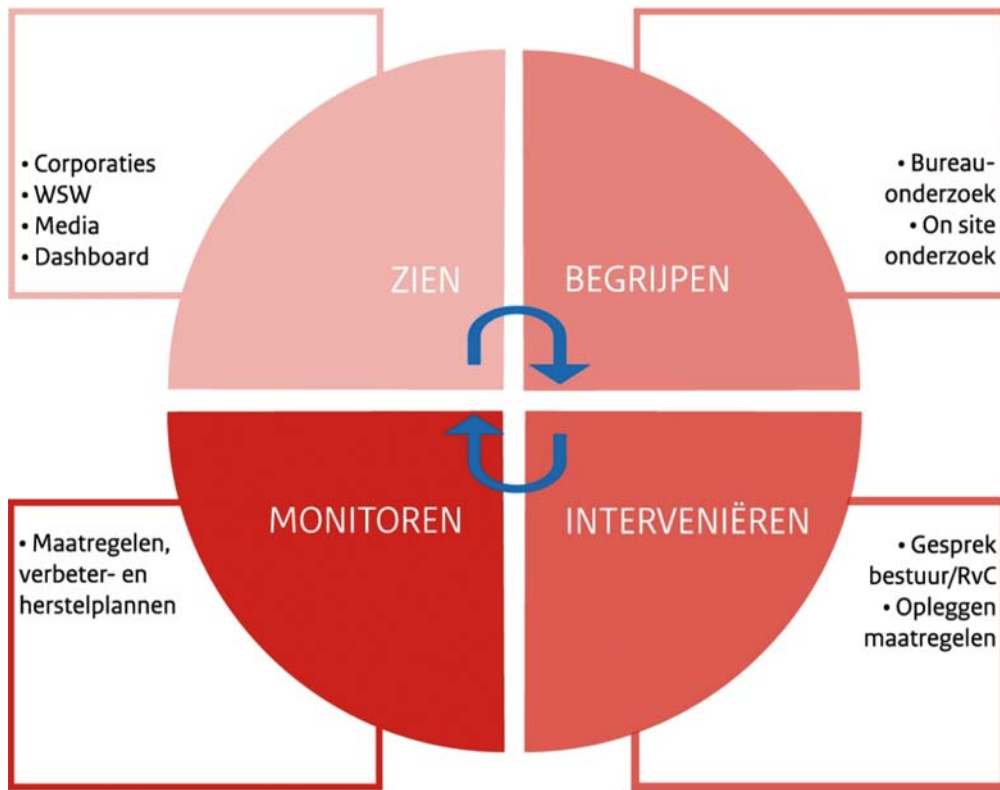 • Corporaties
• WSW
• Media
• Dashboard
ZIEN
BEGRIJPEN
• Bureau-
onderzoek
• On site
onderzoek
MONITOREN
INTERVENIËREN
• Maatregelen,
verbeter- en
herstelplannen
• Gesprek
bestuur/RvC
• Opleggen
maatregelen